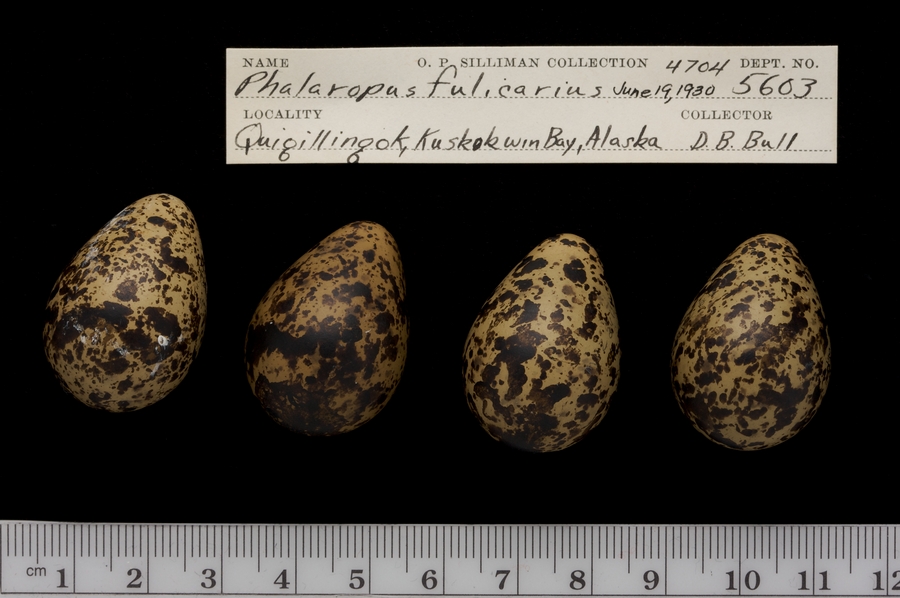 NAME O. P. SILLIMAN COLLECTION 4704 DEPT. NO.
Phalaropus fulicarius June 19, 1930 5603
LOCALITY COLLECTOR
Quigillingok, Kuskokwim Bay, Alaska D. B. Bull
cm 1 2 3 4 5 6 7 8 9 10 11 12